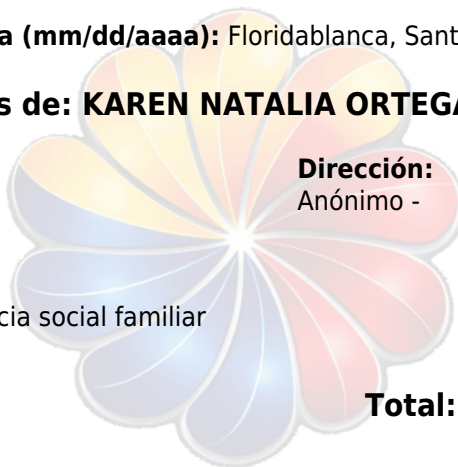 a (mm/dd/aaaa): Floridablanca, Sant
s de: KAREN NATALIA ORTEGA
Dirección:
Anónimo -
cia social familiar
Total: